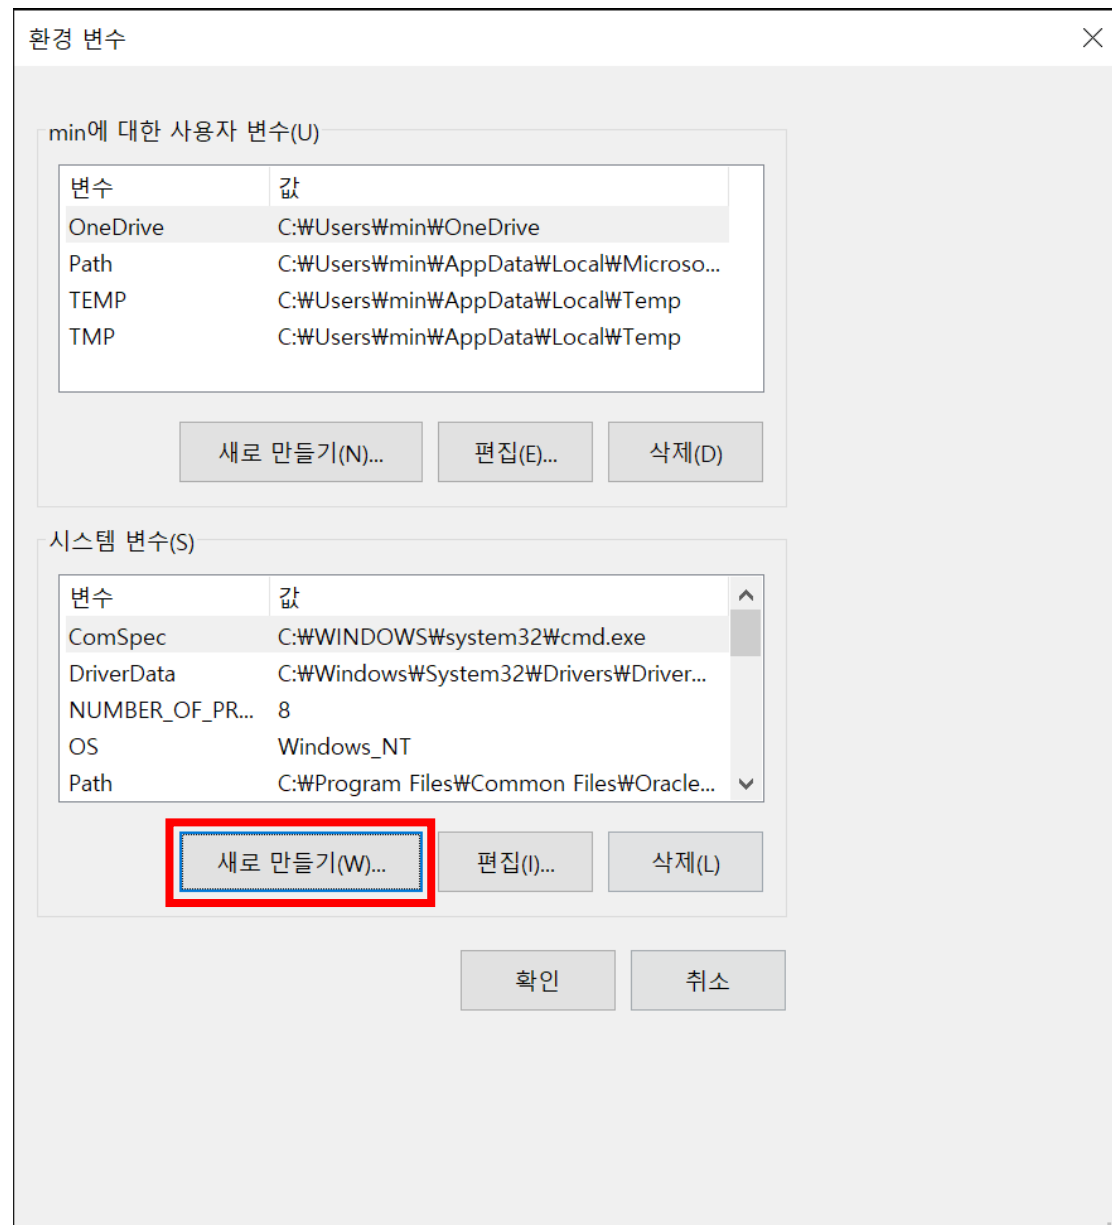 환경 변수
min에 대한 사용자 변수(U)
변수 값
OneDrive C:₩Users₩min₩OneDrive
Path C:₩Users₩min₩AppData₩Local₩Microso...
TEMP C:₩Users₩min₩AppData₩Local₩Temp
TMP C:₩Users₩min₩AppData₩Local₩Temp
새로 만들기(N)... 편집(E)... 삭제(D)
시스템 변수(S)
변수 값
ComSpec C:₩WINDOWS₩system32₩cmd.exe
DriverData C:₩Windows₩System32₩Drivers₩Driver...
NUMBER_OF_PR... 8
OS Windows_NT
Path C:₩Program Files₩Common Files₩Oracle...
새로 만들기(W)... 편집(I)... 삭제(L)
확인 취소